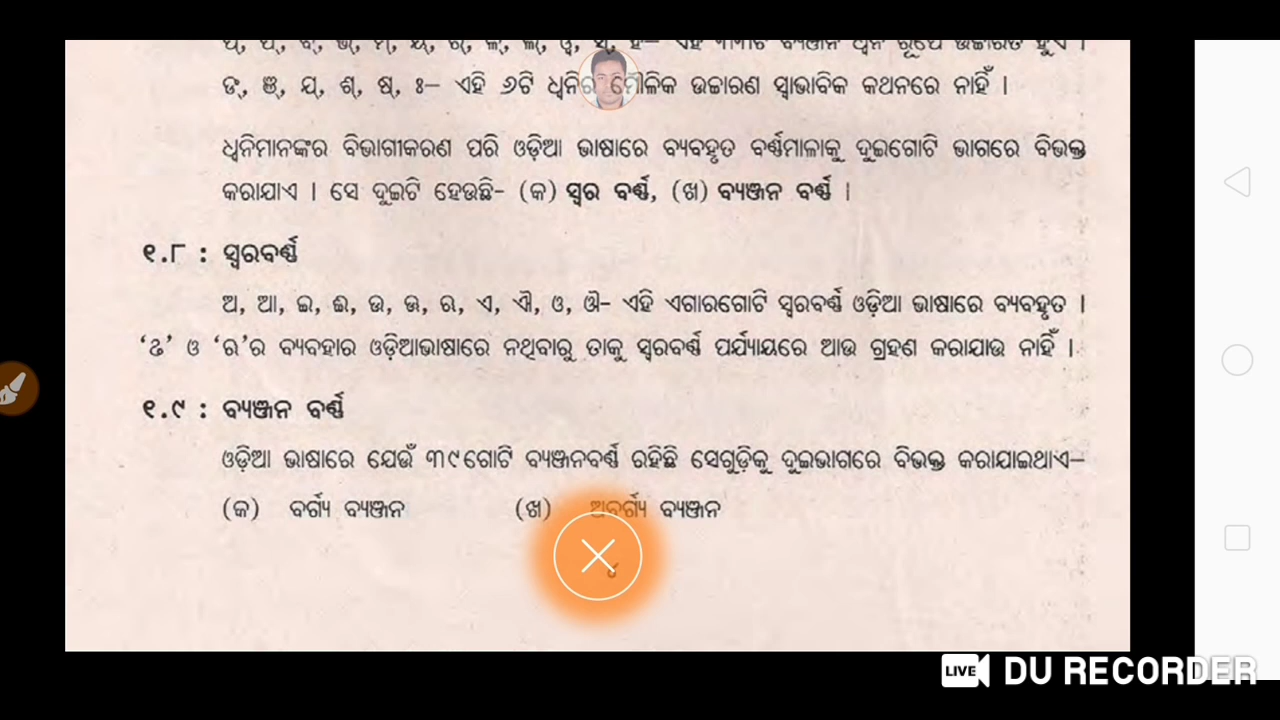 ଙ୍, ଞ୍, ଯ୍, ଶ୍, ଷ୍, ଃ– ଏହି ୬ଟି ଧ୍ୱନିର ମୌଳିକ ଉଚ୍ଚାରଣ ସ୍ୱାଭାବିକ କଥନରେ ନାହିଁ ।
ଧ୍ୱନିମାନଙ୍କର ବିଭାଗୀକରଣ ପରି ଓଡ଼ିଆ ଭାଷାରେ ବ୍ୟବହୃତ ବର୍ଣ୍ଣମାଳାକୁ ଦୁଇଗୋଟି ଭାଗରେ ବିଭକ୍ତ
କରାଯାଏ । ସେ ଦୁଇଟି ହେଉଛି– (କ) ସ୍ୱର ବର୍ଣ୍ଣ, (ଖ) ବ୍ୟଞ୍ଜନ ବର୍ଣ୍ଣ ।
୧.୮ : ସ୍ୱରବର୍ଣ୍ଣ
ଅ, ଆ, ଇ, ଈ, ଉ, ଊ, ଋ, ଏ, ଐ, ଓ, ଔ– ଏହି ଏଗାରଗୋଟି ସ୍ୱରବର୍ଣ୍ଣ ଓଡ଼ିଆ ଭାଷାରେ ବ୍ୟବହୃତ ।
ଓ ର ବ୍ୟବହାର ଓଡ଼ିଆଭାଷାରେ ନଥିବାରୁ ତାକୁ ସ୍ୱରବର୍ଣ୍ଣ ପର୍ଯ୍ୟାୟରେ ଆଉ ଗ୍ରହଣ କରାଯାଉ ନାହିଁ ।
୧.୯ : ବ୍ୟଞ୍ଜନ ବର୍ଣ୍ଣ
ଓଡ଼ିଆ ଭାଷାରେ ଯେଉଁ ୩୯ଗୋଟି ବ୍ୟଞ୍ଜନବର୍ଣ୍ଣ ରହିଛି ସେଗୁଡ଼ିକୁ ଦୁଇଭାଗରେ ବିଭକ୍ତ କରାଯାଇଥାଏ–
(କ) ବର୍ଗ୍ୟ ବ୍ୟଞ୍ଜନ (ଖ) ଅବର୍ଗ୍ୟ ବ୍ୟଞ୍ଜନ
LIVE DU RECORDER